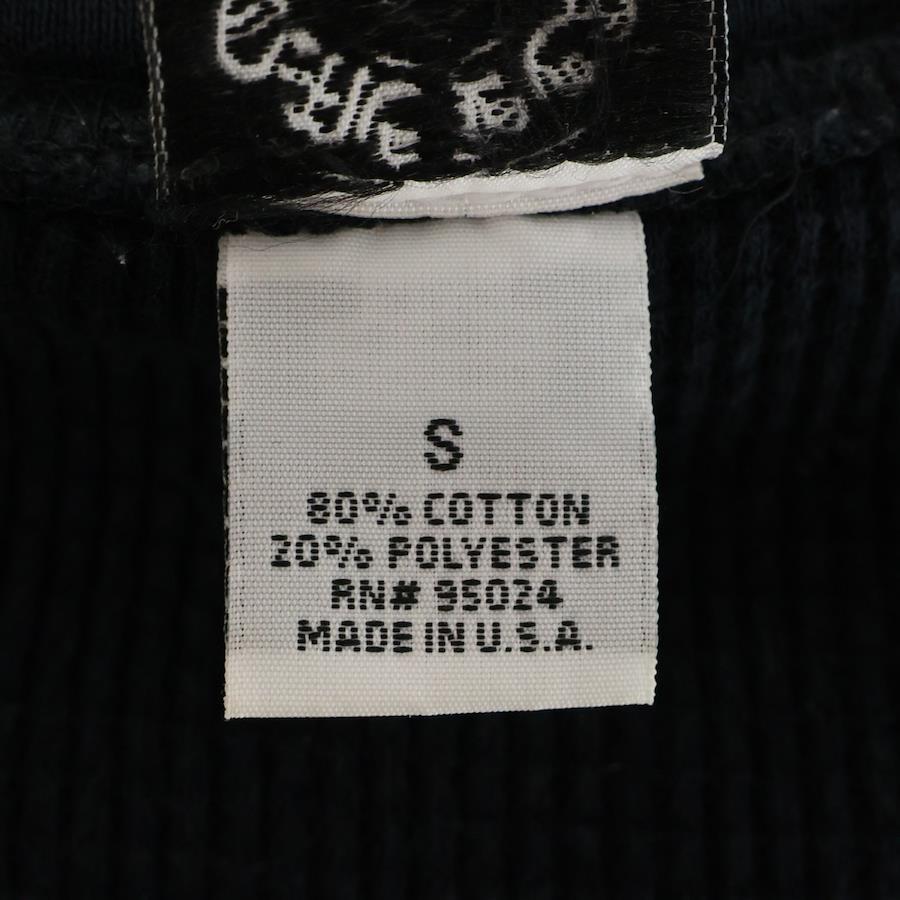 S
80% COTTON
20% POLYESTER
RN# 95024
MADE IN U.S.A.